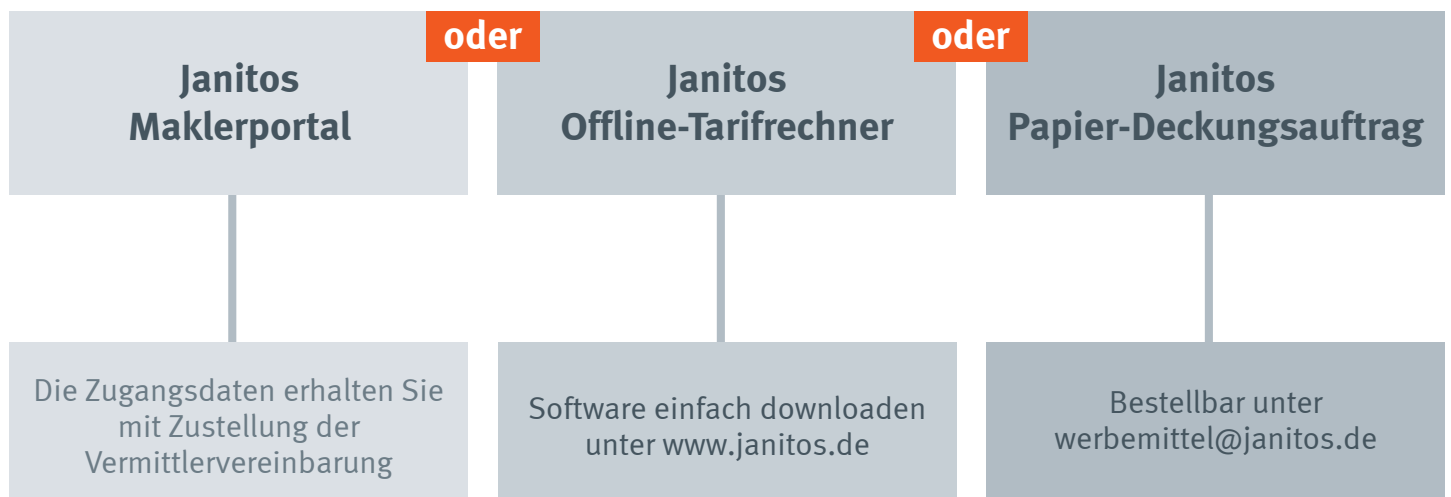 oder
oder
Janitos
Maklerportal
Janitos
Offline-Tarifrechner
Janitos
Papier-Deckungsauftrag
Die Zugangsdaten erhalten Sie
mit Zustellung der
Vermittlervereinbarung
Software einfach downloaden
unter www.janitos.de
Bestellbar unter
werbemittel@janitos.de